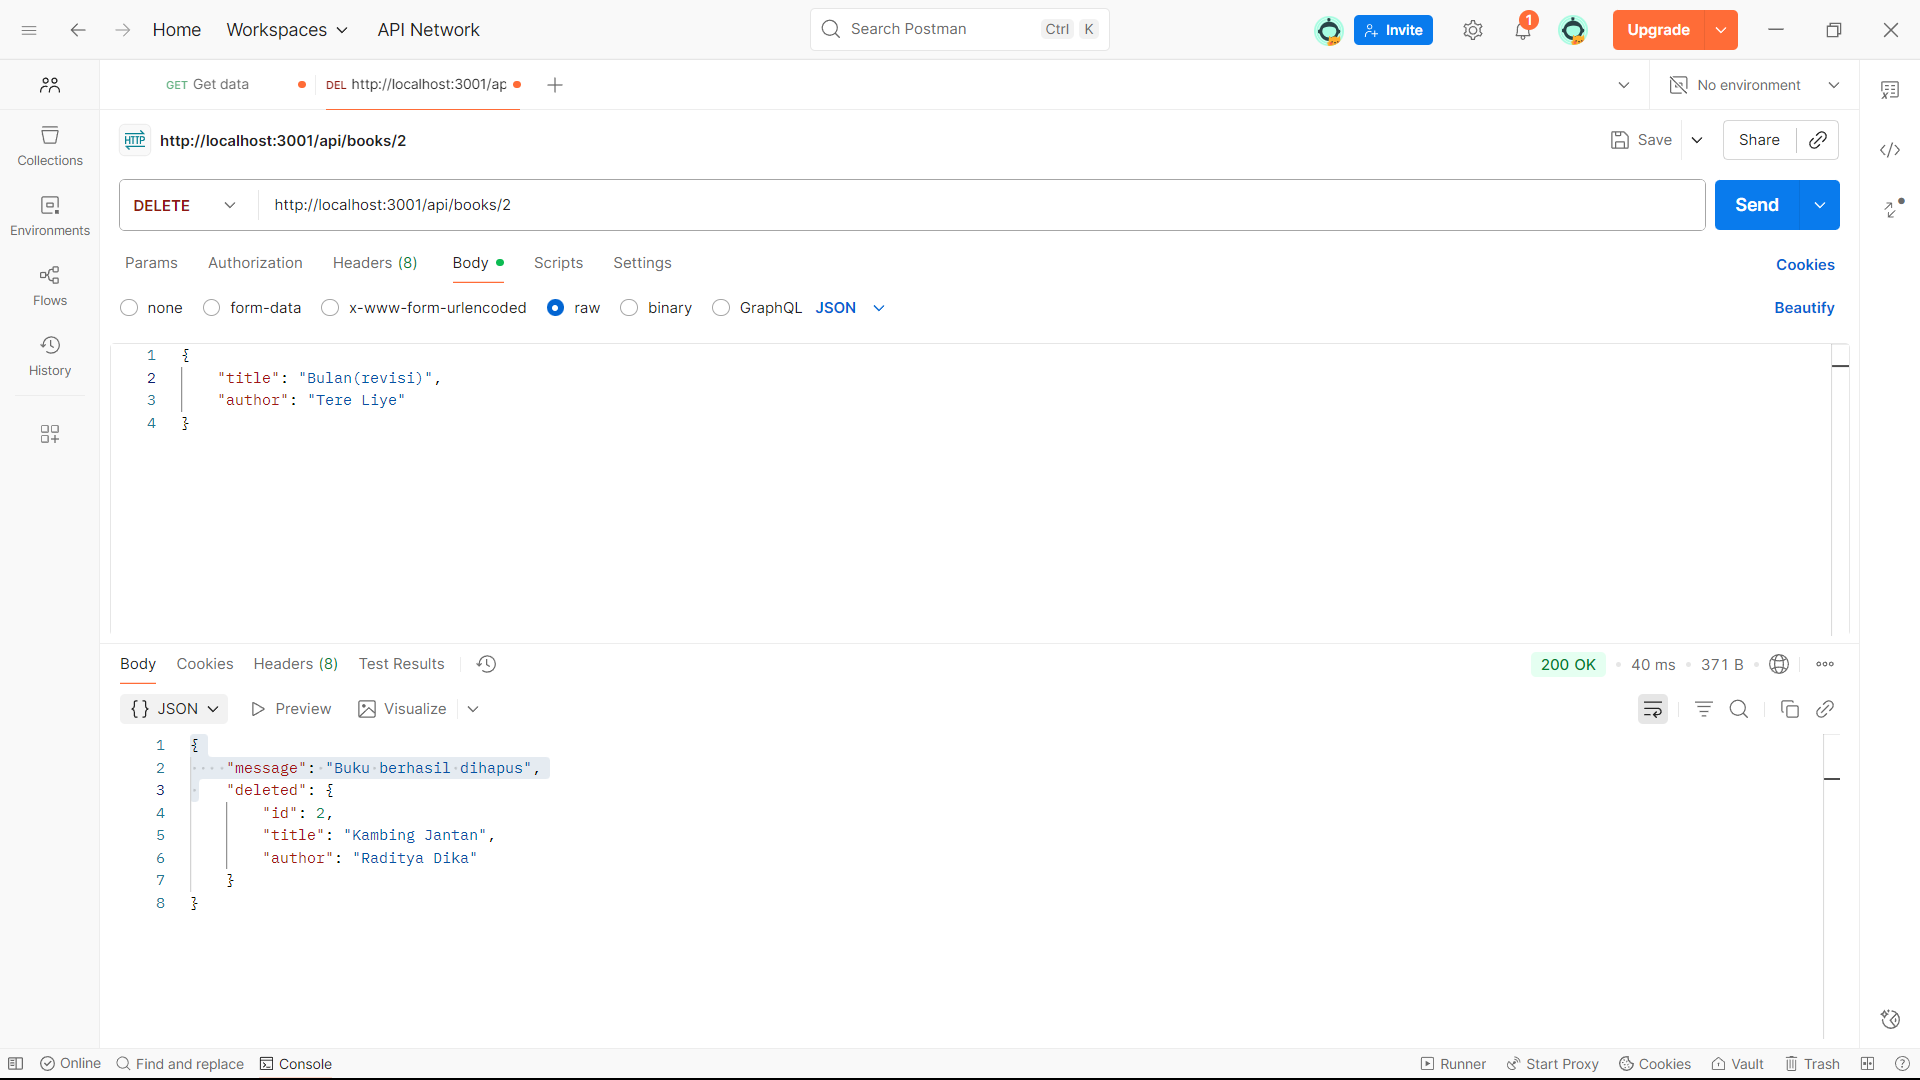 Home Workspaces API Network Search Postman Ctrl K Invite 1 Upgrade
GET Get data DEL http://localhost:3001/ap No environment
HTTP http://localhost:3001/api/books/2 Save Share
DELETE http://localhost:3001/api/books/2 Send
Collections
Environments
Flows
History
Params Authorization Headers (8) Body Scripts Settings Cookies
none form-data x-www-form-urlencoded raw binary GraphQL JSON Beautify
1 {
2 "title": "Bulan(revisi)",
3 "author": "Tere Liye"
4 }
Body Cookies Headers (8) Test Results 200 OK 40 ms 371 B
{} JSON Preview Visualize
1 {
2 "message": "Buku berhasil dihapus",
3 "deleted": {
4 "id": 2,
5 "title": "Kambing Jantan",
6 "author": "Raditya Dika"
7 }
8 }
Online Find and replace Console Runner Start Proxy Cookies Vault Trash